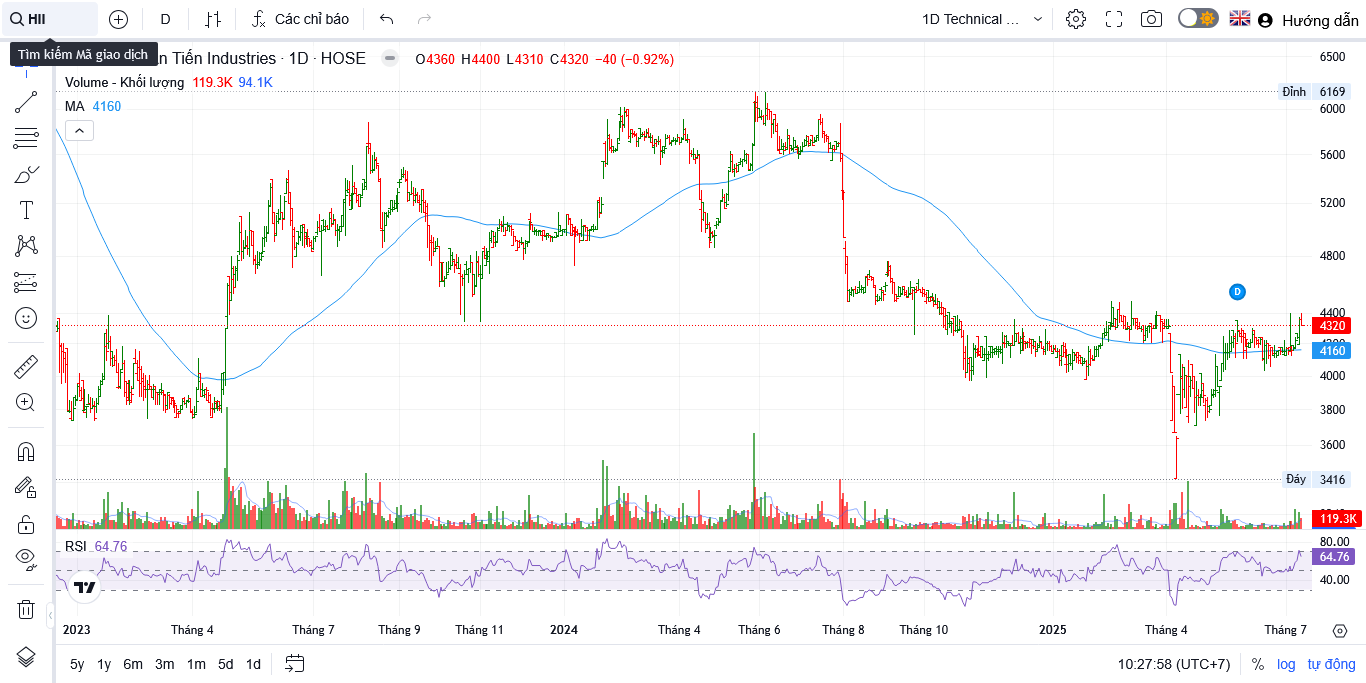 HII
D
Các chỉ báo
1D Technical ...
Hướng dẫn
Tìm kiếm Mã giao dịch
n Tiến Industries · 1D · HOSE
O4360 H4400 L4310 C4320 −40 (−0.92%)
Volume - Khối lượng 119.3K 94.1K
MA 4160
6500
Đỉnh 6169
6000
5600
5200
4800
D
4400
4320
4160
4000
3800
3600
Đáy 3416
119.3K
RSI 64.76
80.00
64.76
40.00
2023 Tháng 4 Tháng 7 Tháng 9 Tháng 11 2024 Tháng 4 Tháng 6 Tháng 8 Tháng 10 2025 Tháng 4 Tháng 7
5y 1y 6m 3m 1m 5d 1d
10:27:58 (UTC+7) % log tự động